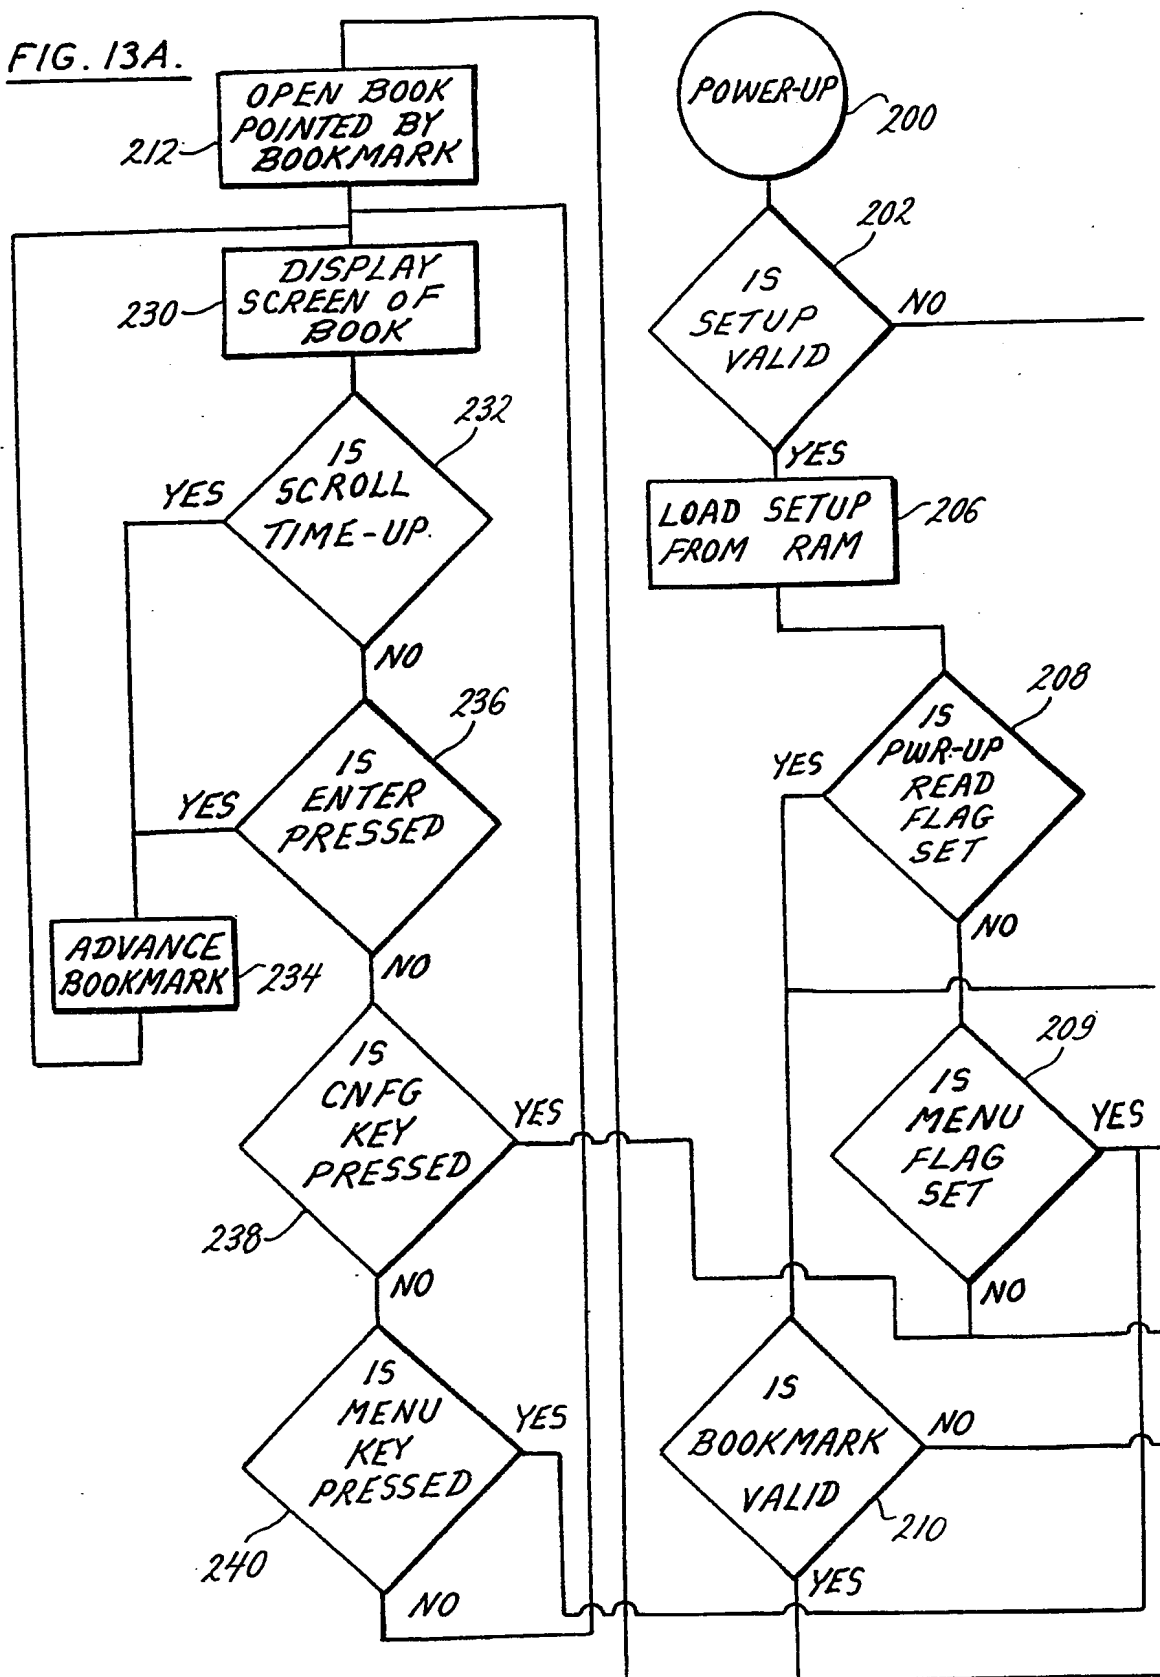 FIG. 13A.
OPEN BOOK
POINTED BY
BOOKMARK
212
DISPLAY
SCREEN OF
BOOK
230
232
IS
SCROLL
TIME-UP.
YES
NO
236
IS
ENTER
PRESSED
YES
NO
ADVANCE
BOOKMARK
234
IS
CNFG
KEY
PRESSED
YES
238
NO
IS
MENU
KEY
PRESSED
YES
240
NO
POWER-UP
200
202
IS
SETUP
VALID
NO
YES
LOAD SETUP
FROM RAM
206
208
IS
PWR-UP
READ
FLAG
SET
YES
NO
209
IS
MENU
FLAG
SET
YES
NO
IS
BOOKMARK
VALID
NO
210
YES